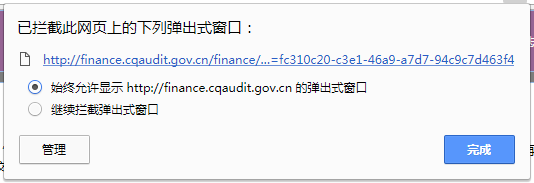 已拦截此网页上的下列弹出式窗口：
http://finance.cqaudit.gov.cn/finance/...=fc310c20-c3e1-46a9-a7d7-94c9c7d463f4
始终允许显示 http://finance.cqaudit.gov.cn 的弹出式窗口
继续拦截弹出式窗口
管理
完成